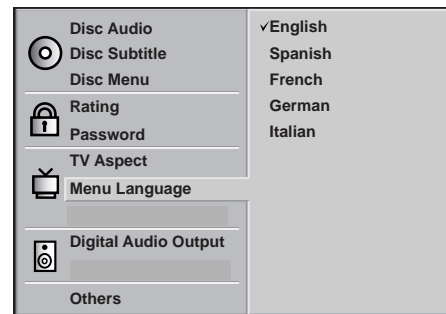 Disc Audio
Disc Subtitle
Disc Menu
Rating
Password
TV Aspect
Menu Language
Digital Audio Output
Others
✓English
Spanish
French
German
Italian